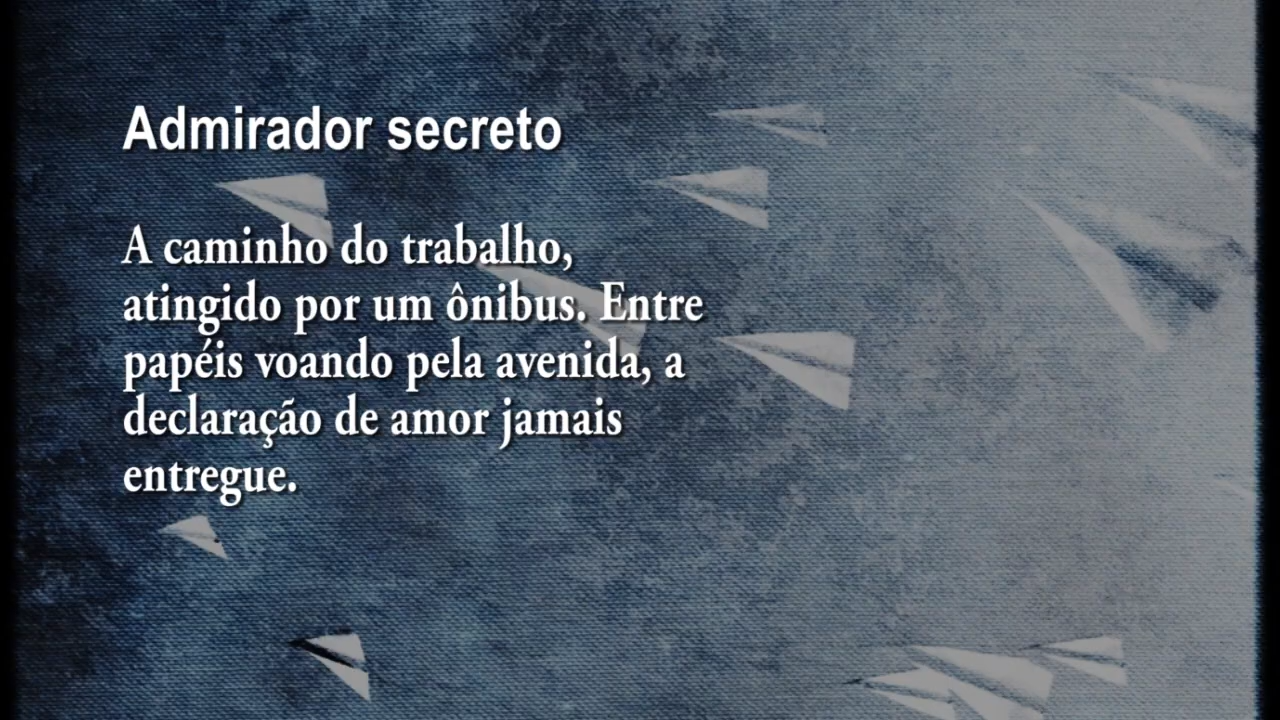 Admirador secreto
A caminho do trabalho,
atingido por um ônibus. Entre
papéis voando pela avenida, a
declaração de amor jamais
entregue.